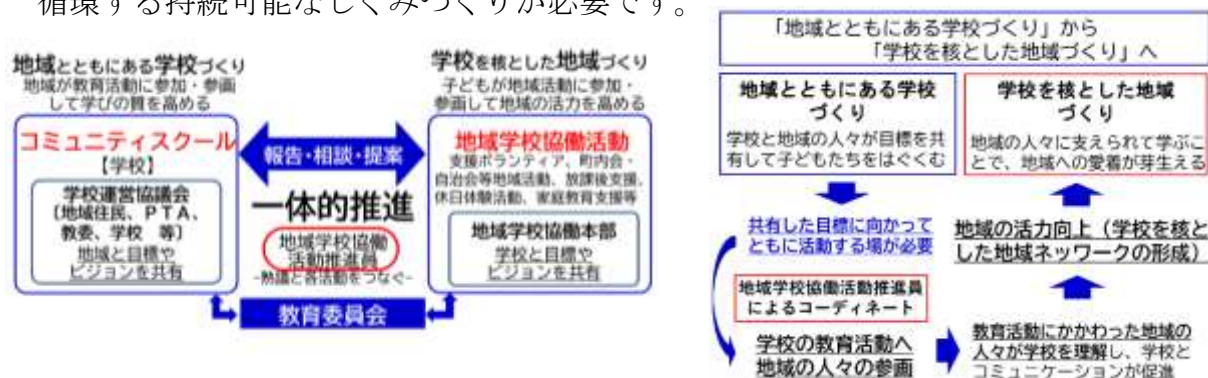 循環する持続可能なしくみづくりが必要です。
地域とともにある学校づくり
地域が教育活動に参加・参画
して学びの質を高める
コミュニティスクール
【学校】
学校運営協議会
(地域住民、PTA、
教委、学校 等)
地域と目標や
ビジョンを共有
報告・相談・提案
一体的推進
地域学校協働
活動推進員
-熟議と各活動をつなぐ-
教育委員会
学校を核とした地域づくり
子どもが地域活動に参加・
参画して地域の活力を高める
地域学校協働活動
支援ボランティア、町内会・
自治会等地域活動、放課後支援、
休日体験活動、家庭教育支援等
地域学校協働本部
学校と目標や
ビジョンを共有
「地域とともにある学校づくり」から
「学校を核とした地域づくり」へ
地域とともにある学校
づくり
学校と地域の人々が目標を共
有して子どもたちをはぐくむ
共有した目標に向かって
ともに活動する場が必要
地域学校協働活動推進員
によるコーディネート
学校の教育活動へ
地域の人々の参画
学校を核とした地域
づくり
地域の人々に支えられて学ぶこ
とで、地域への愛着が芽生える
地域の活力向上(学校を核と
した地域ネットワークの形成)
教育活動にかかわった地域の
人々が学校を理解し、学校と
コミュニケーションが促進